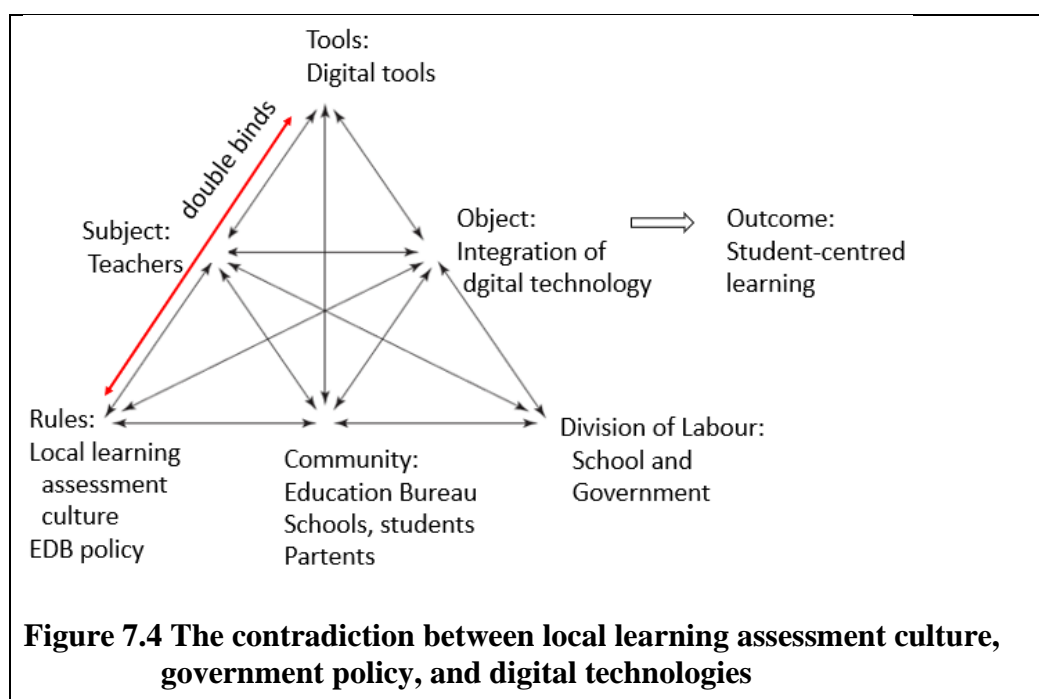 Tools:
Digital tools
double binds
Subject:
Teachers
Object:
Integration of
dgital technology
Outcome:
Student-centred
learning
Rules:
Local learning
assessment
culture
EDB policy
Community:
Education Bureau
Schools, students
Partents
Division of Labour:
School and
Government
Figure 7.4 The contradiction between local learning assessment culture,
government policy, and digital technologies